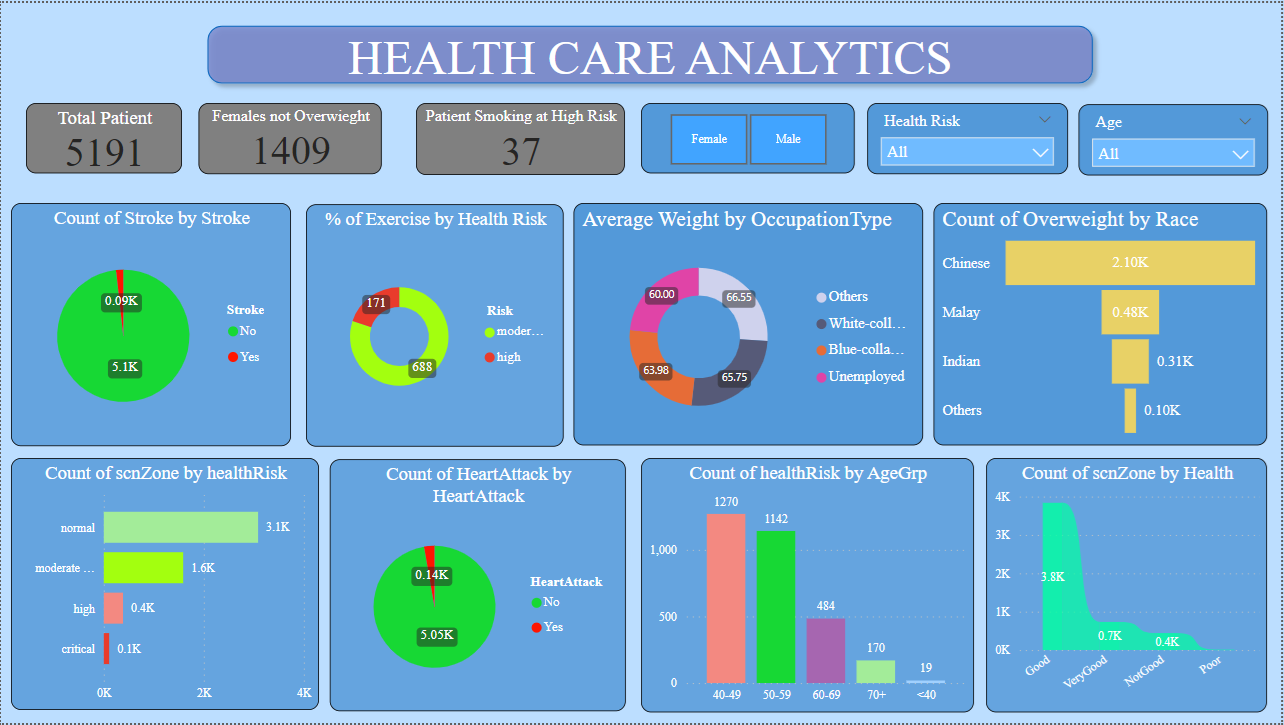 HEALTH CARE ANALYTICS
Total Patient
5191
Females not Overwieght
1409
Patient Smoking at High Risk
37
Female
Male
Health Risk
All
Age
All
Count of Stroke by Stroke
0.09K
5.1K
Stroke
No
Yes
% of Exercise by Health Risk
171
688
Risk
moder...
high
Average Weight by OccupationType
60.00
66.55
63.98
65.75
Others
White-coll...
Blue-colla...
Unemployed
Count of Overweight by Race
Chinese
2.10K
Malay
0.48K
Indian
0.31K
Others
0.10K
Count of scnZone by healthRisk
normal
3.1K
moderate ...
1.6K
high
0.4K
critical
0.1K
0K
2K
4K
Count of HeartAttack by
HeartAttack
0.14K
5.05K
HeartAttack
No
Yes
Count of healthRisk by AgeGrp
1270
1142
1,000
500
484
170
19
0
40-49
50-59
60-69
70+
<40
Count of scnZone by Health
4K
3K
2K
3.8K
1K
0.7K
0.4K
0K
Good
VeryGood
NotGood
Poor